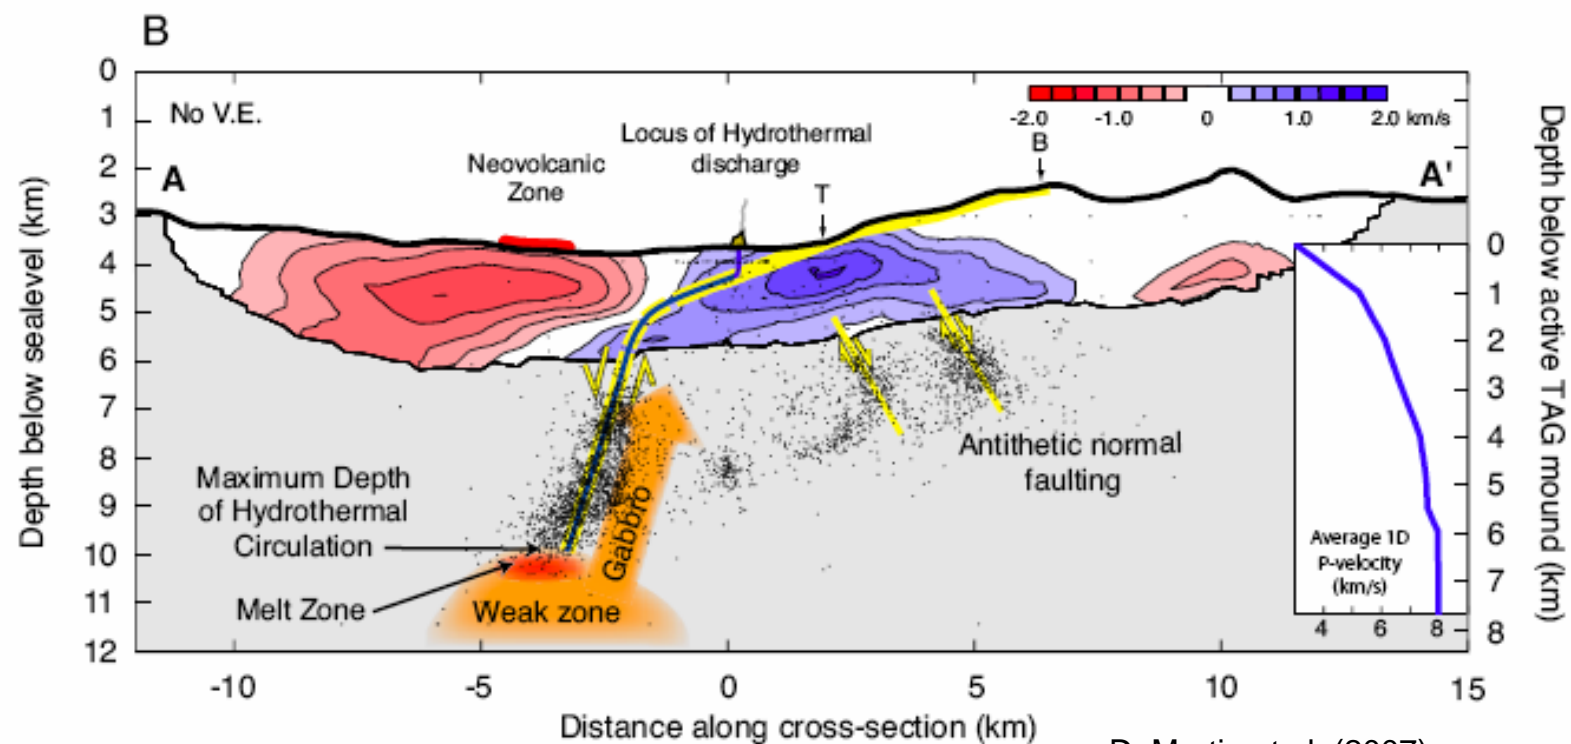 B
0
1
2
3
4
5
6
7
8
9
10
11
12
Depth below sealevel (km)
No V.E.
A
Neovolcanic
Zone
Locus of Hydrothermal
discharge
T
-2.0 -1.0 0 1.0 2.0 km/s
B
A'
0
1
2
3
4
5
6
7
8
Depth below active TAG mound (km)
Antithetic normal
faulting
Maximum Depth
of Hydrothermal
Circulation
Gabbro
Melt Zone
Weak zone
Average 1D
P-velocity
(km/s)
4 6 8
-10 -5 0 5 10 15
Distance along cross-section (km)
(2007)